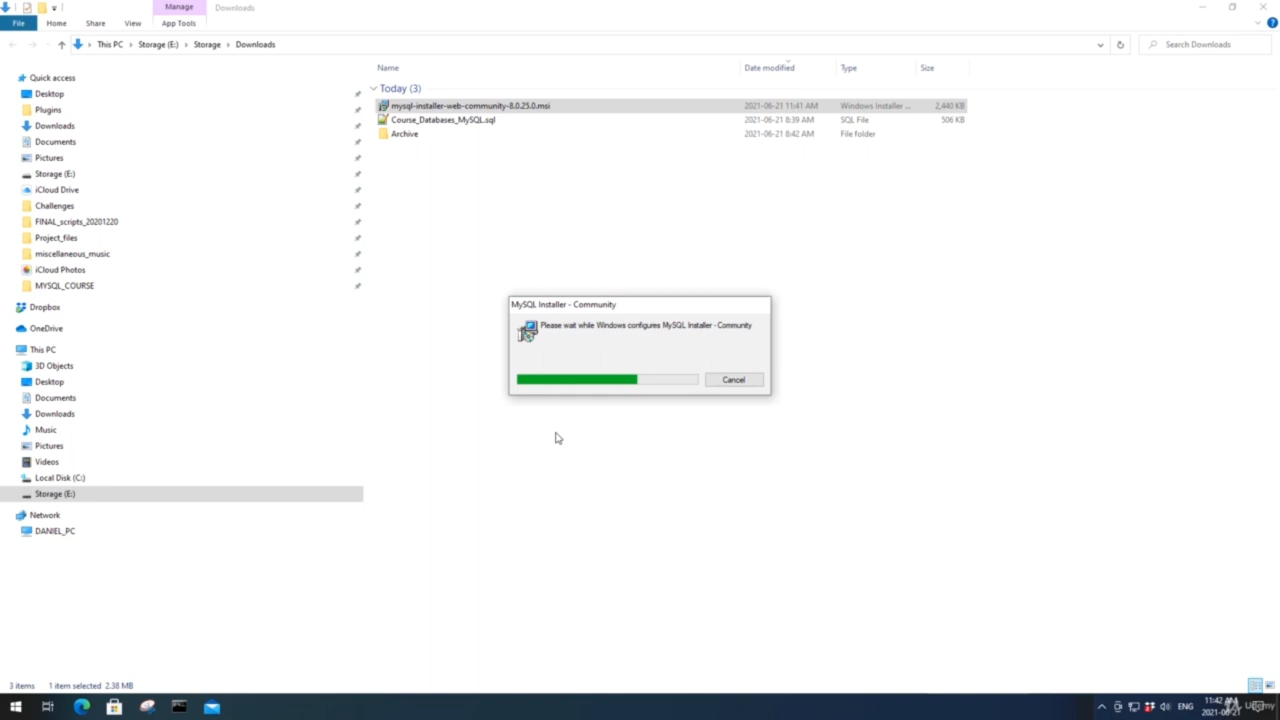 Manage
Downloads
File
Home
Share
View
App Tools
This PC
Storage (E:)
Storage
Downloads
Search Downloads
Name
Date modified
Type
Size
Today (3)
mysql-installer-web-community-8.0.25.0.msi
2021-06-21 11:41 AM
Windows Installer ...
2,440 KB
Course_Databases_MySQL.sql
2021-06-21 8:39 AM
SQL File
506 KB
Archive
2021-06-21 8:42 AM
File folder
Quick access
Desktop
Plugins
Downloads
Documents
Pictures
Storage (E:)
iCloud Drive
Challenges
FINAL_scripts_20201220
Project_files
miscellaneous_music
iCloud Photos
MYSQL_COURSE
Dropbox
OneDrive
This PC
3D Objects
Desktop
Documents
Downloads
Music
Pictures
Videos
Local Disk (C:)
Storage (E:)
Network
DANIEL_PC
MySQL Installer - Community
Please wait while Windows configures MySQL Installer - Community
Cancel
3 items
1 item selected 2.38 MB
ENG
11:42 AM
2021-06-21
Udemy